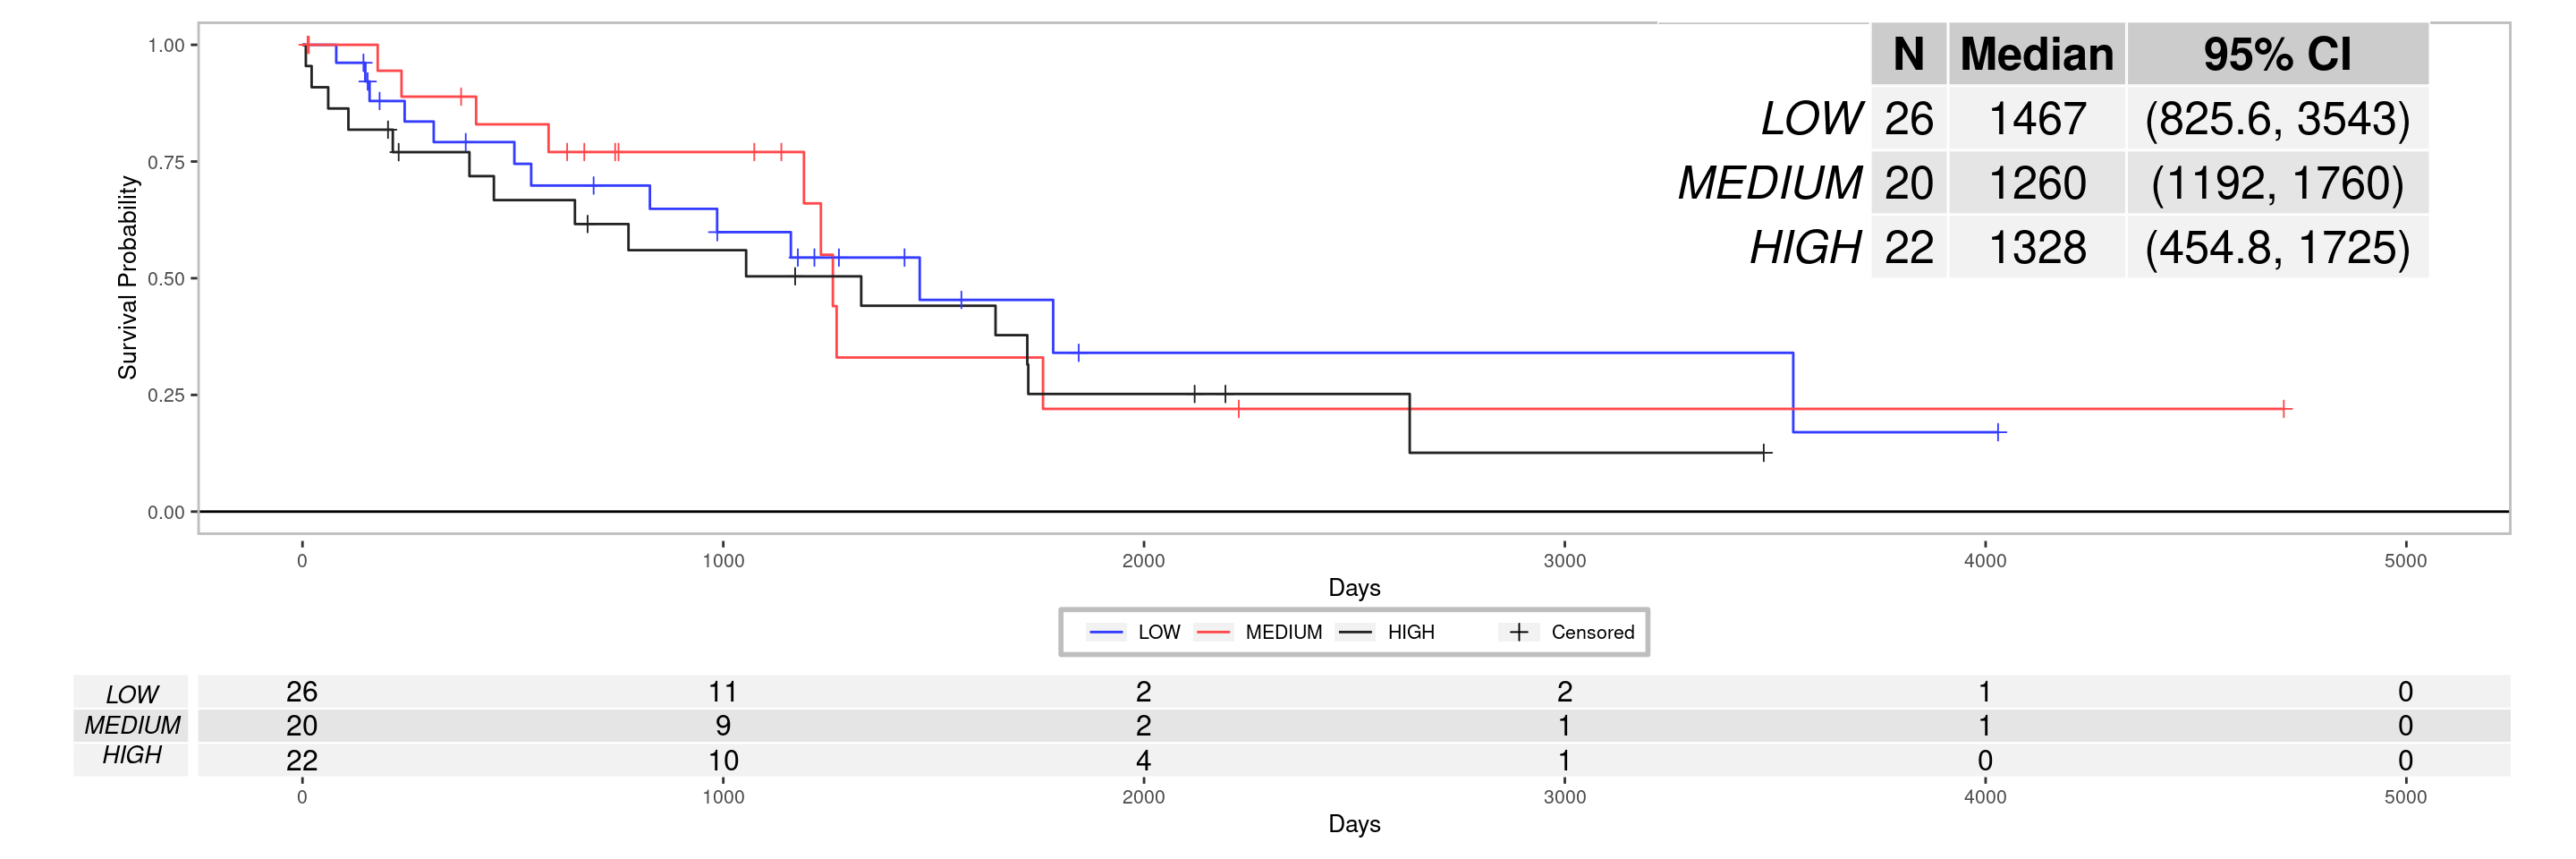 N Median 95% CI
LOW 26 1467 (825.6, 3543)
MEDIUM 20 1260 (1192, 1760)
HIGH 22 1328 (454.8, 1725)
1.00
0.75
0.50
0.25
0.00
Survival Probability
0 1000 2000 3000 4000 5000
Days
LOW MEDIUM HIGH Censored
LOW 26 11 2 2 1 0
MEDIUM 20 9 2 1 1 0
HIGH 22 10 4 1 0 0
0 1000 2000 3000 4000 5000
Days